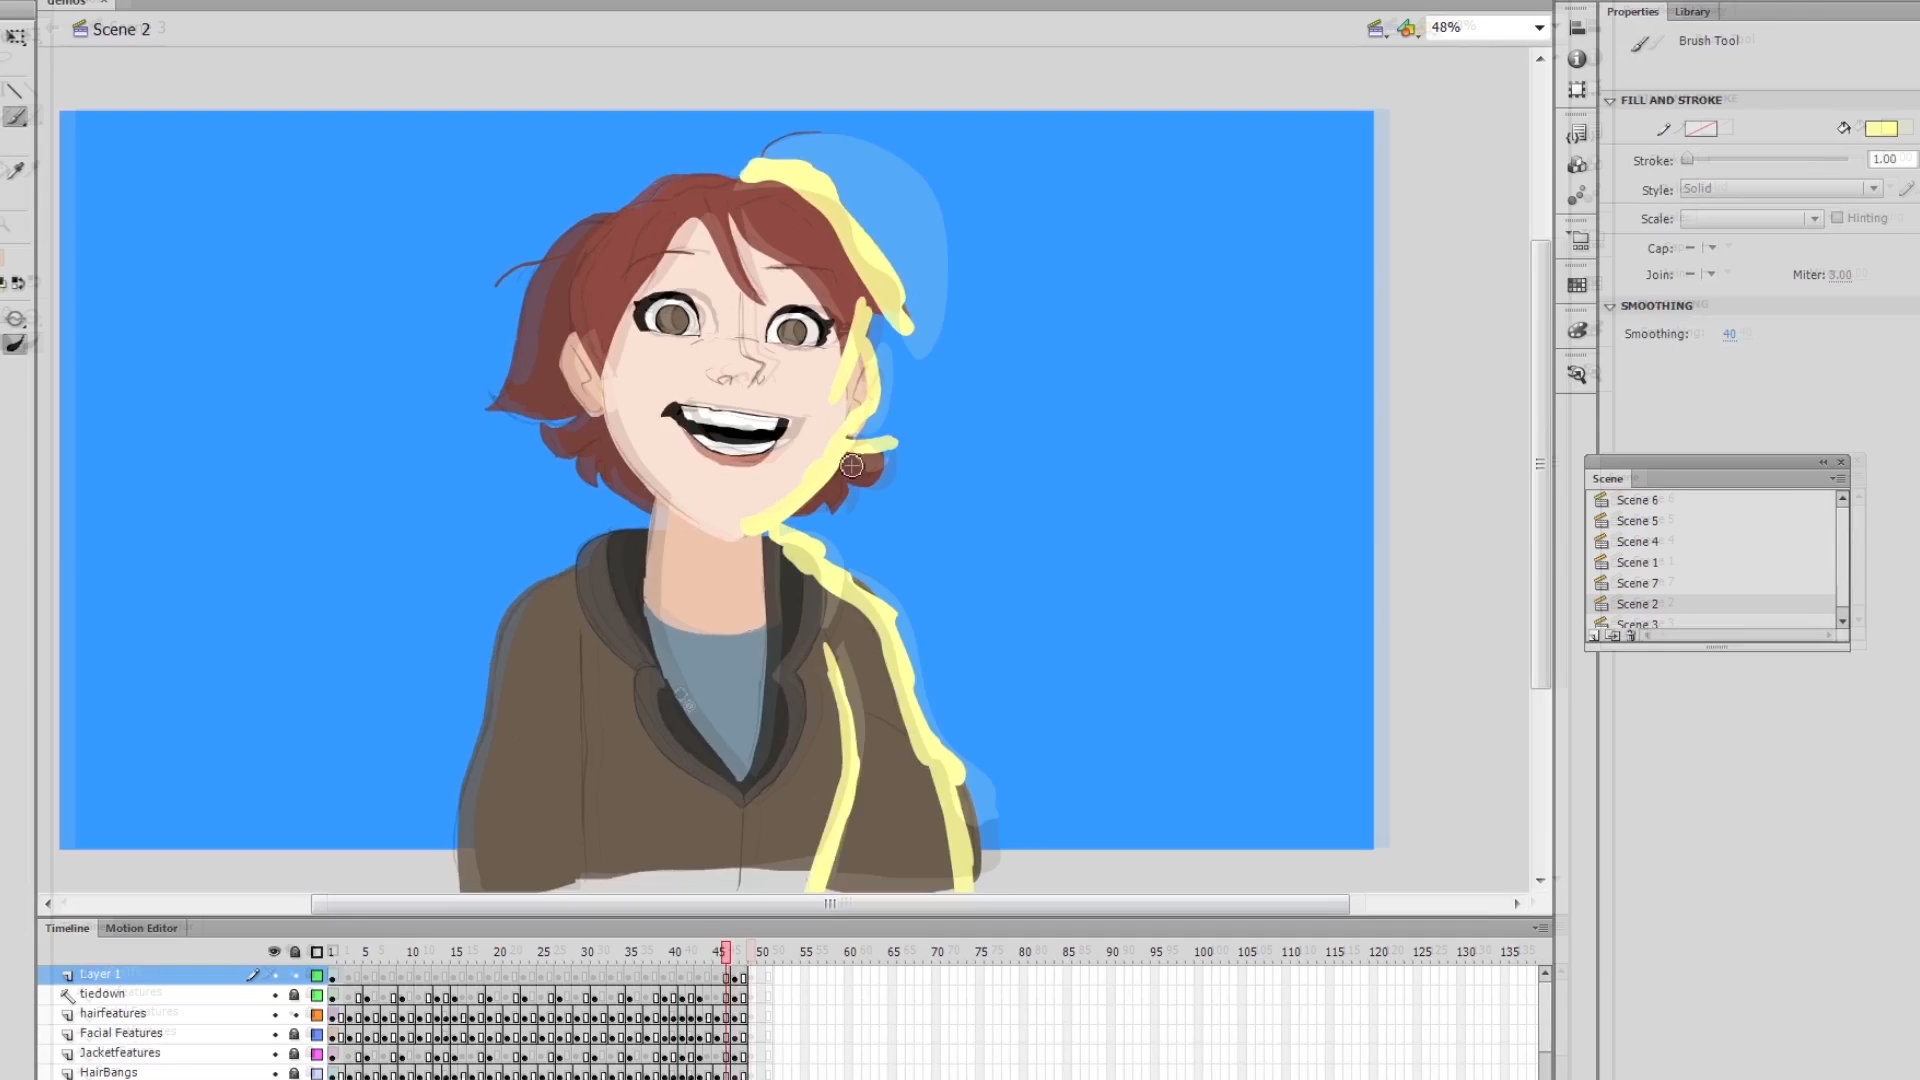 demos ×
Scene 2
48%
Properties Library
Brush Tool
FILL AND STROKE
Stroke: 1.00
Style: Solid
Scale: Hinting
Cap:
Join: Miter: 3.00
SMOOTHING
Smoothing: 40
Scene
Scene 6
Scene 5
Scene 4
Scene 1
Scene 7
Scene 2
Scene 3
Timeline Motion Editor
1 5 10 15 20 25 30 35 40 45 50 55 60 65 70 75 80 85 90 95 100 105 110 115 120 125 130 135
Layer 1
tiedown
hairfeatures
Facial Features
Jacketfeatures
HairBangs